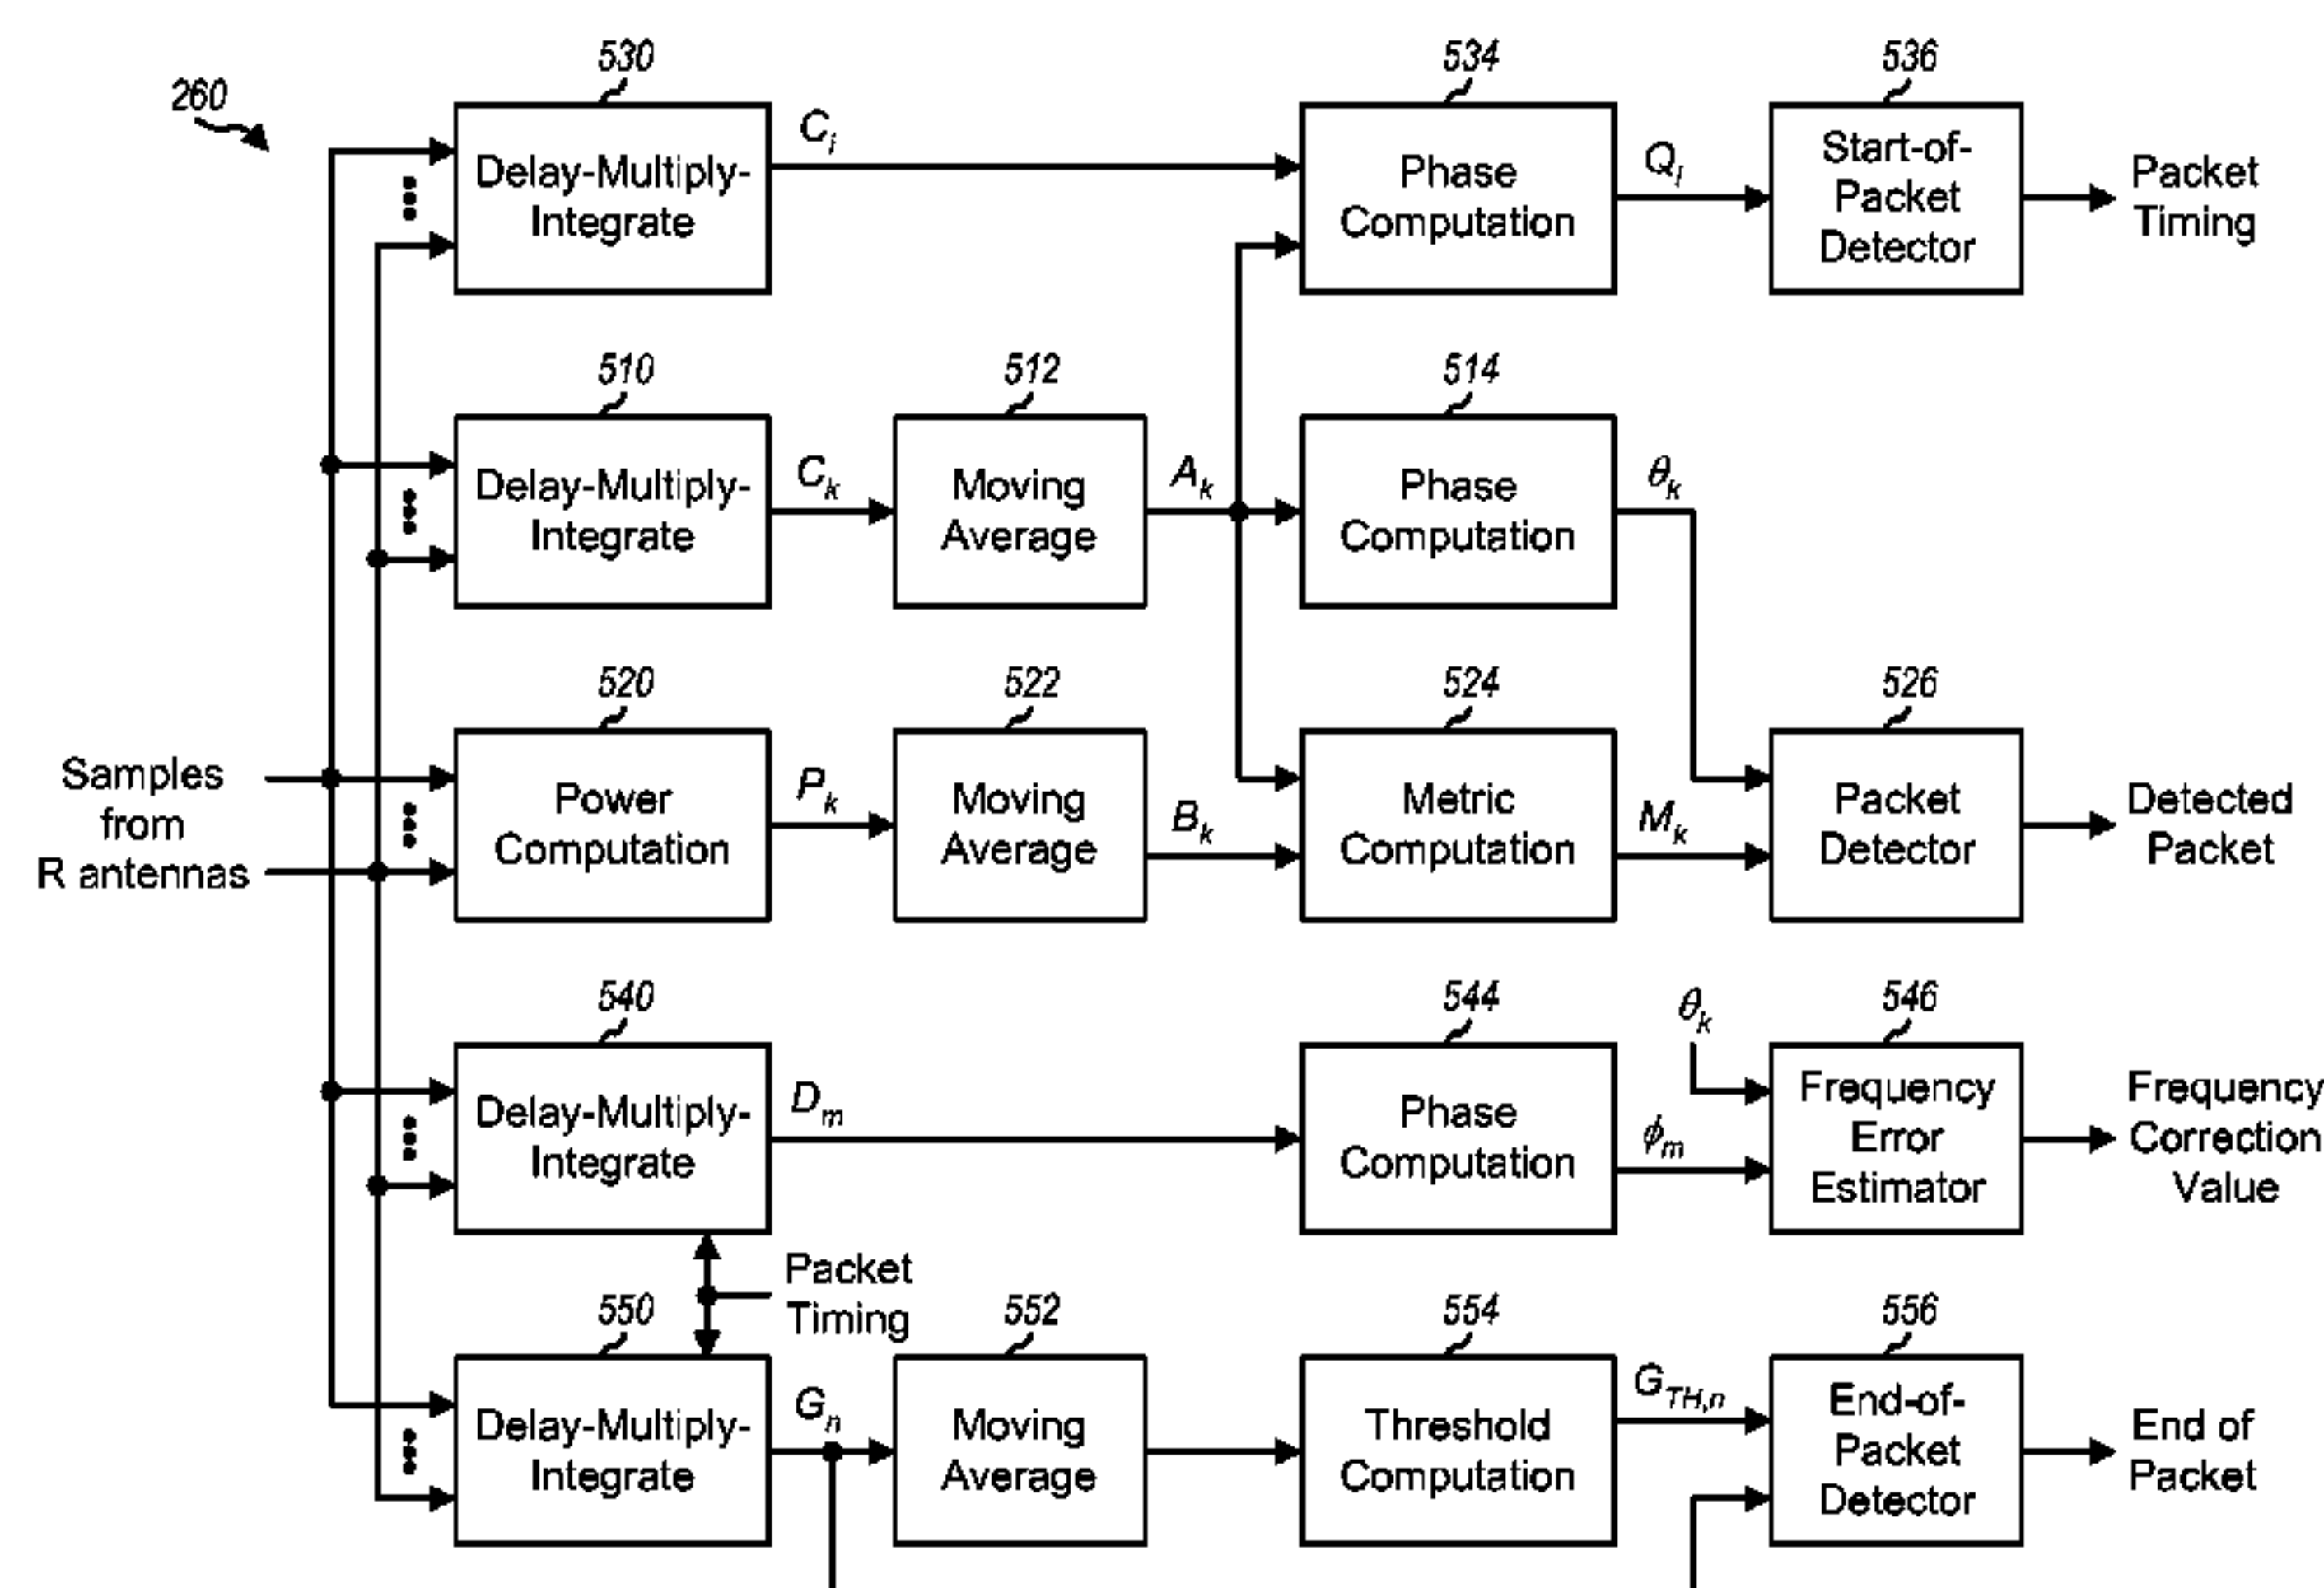 260
530
Delay-Multiply-
Integrate
C_i
534
Phase
Computation
Q_i
536
Start-of-
Packet
Detector
Packet
Timing
510
Delay-Multiply-
Integrate
C_k
512
Moving
Average
A_k
514
Phase
Computation
θ_k
Samples
from
R antennas
520
Power
Computation
P_k
522
Moving
Average
B_k
524
Metric
Computation
M_k
526
Packet
Detector
Detected
Packet
540
Delay-Multiply-
Integrate
D_m
544
Phase
Computation
ϕ_m
θ_k
546
Frequency
Error
Estimator
Frequency
Correction
Value
Packet
Timing
550
Delay-Multiply-
Integrate
G_n
552
Moving
Average
554
Threshold
Computation
G_TH,n
556
End-of-
Packet
Detector
End of
Packet